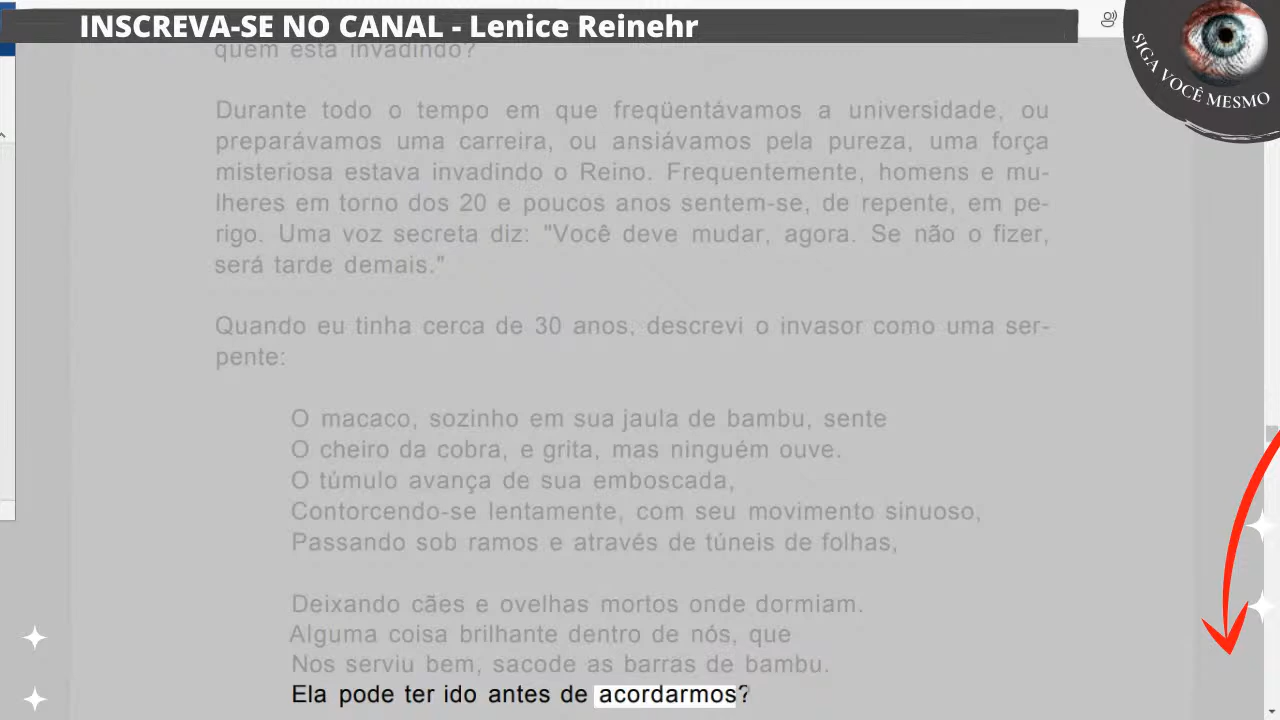 INSCREVA-SE NO CANAL - Lenice Reinehr
SIGA VOCÊ MESMO
quem está invadindo?
Durante todo o tempo em que freqüentávamos a universidade, ou
preparávamos uma carreira, ou ansiávamos pela pureza, uma força
misteriosa estava invadindo o Reino. Frequentemente, homens e mu-
lheres em torno dos 20 e poucos anos sentem-se, de repente, em pe-
rigo. Uma voz secreta diz: "Você deve mudar, agora. Se não o fizer,
será tarde demais."
Quando eu tinha cerca de 30 anos, descrevi o invasor como uma ser-
pente:
O macaco, sozinho em sua jaula de bambu, sente
O cheiro da cobra, e grita, mas ninguém ouve.
O túmulo avança de sua emboscada,
Contorcendo-se lentamente, com seu movimento sinuoso,
Passando sob ramos e através de túneis de folhas,
Deixando cães e ovelhas mortos onde dormiam.
Alguma coisa brilhante dentro de nós, que
Nos serviu bem, sacode as barras de bambu.
Ela pode ter ido antes de acordarmos?